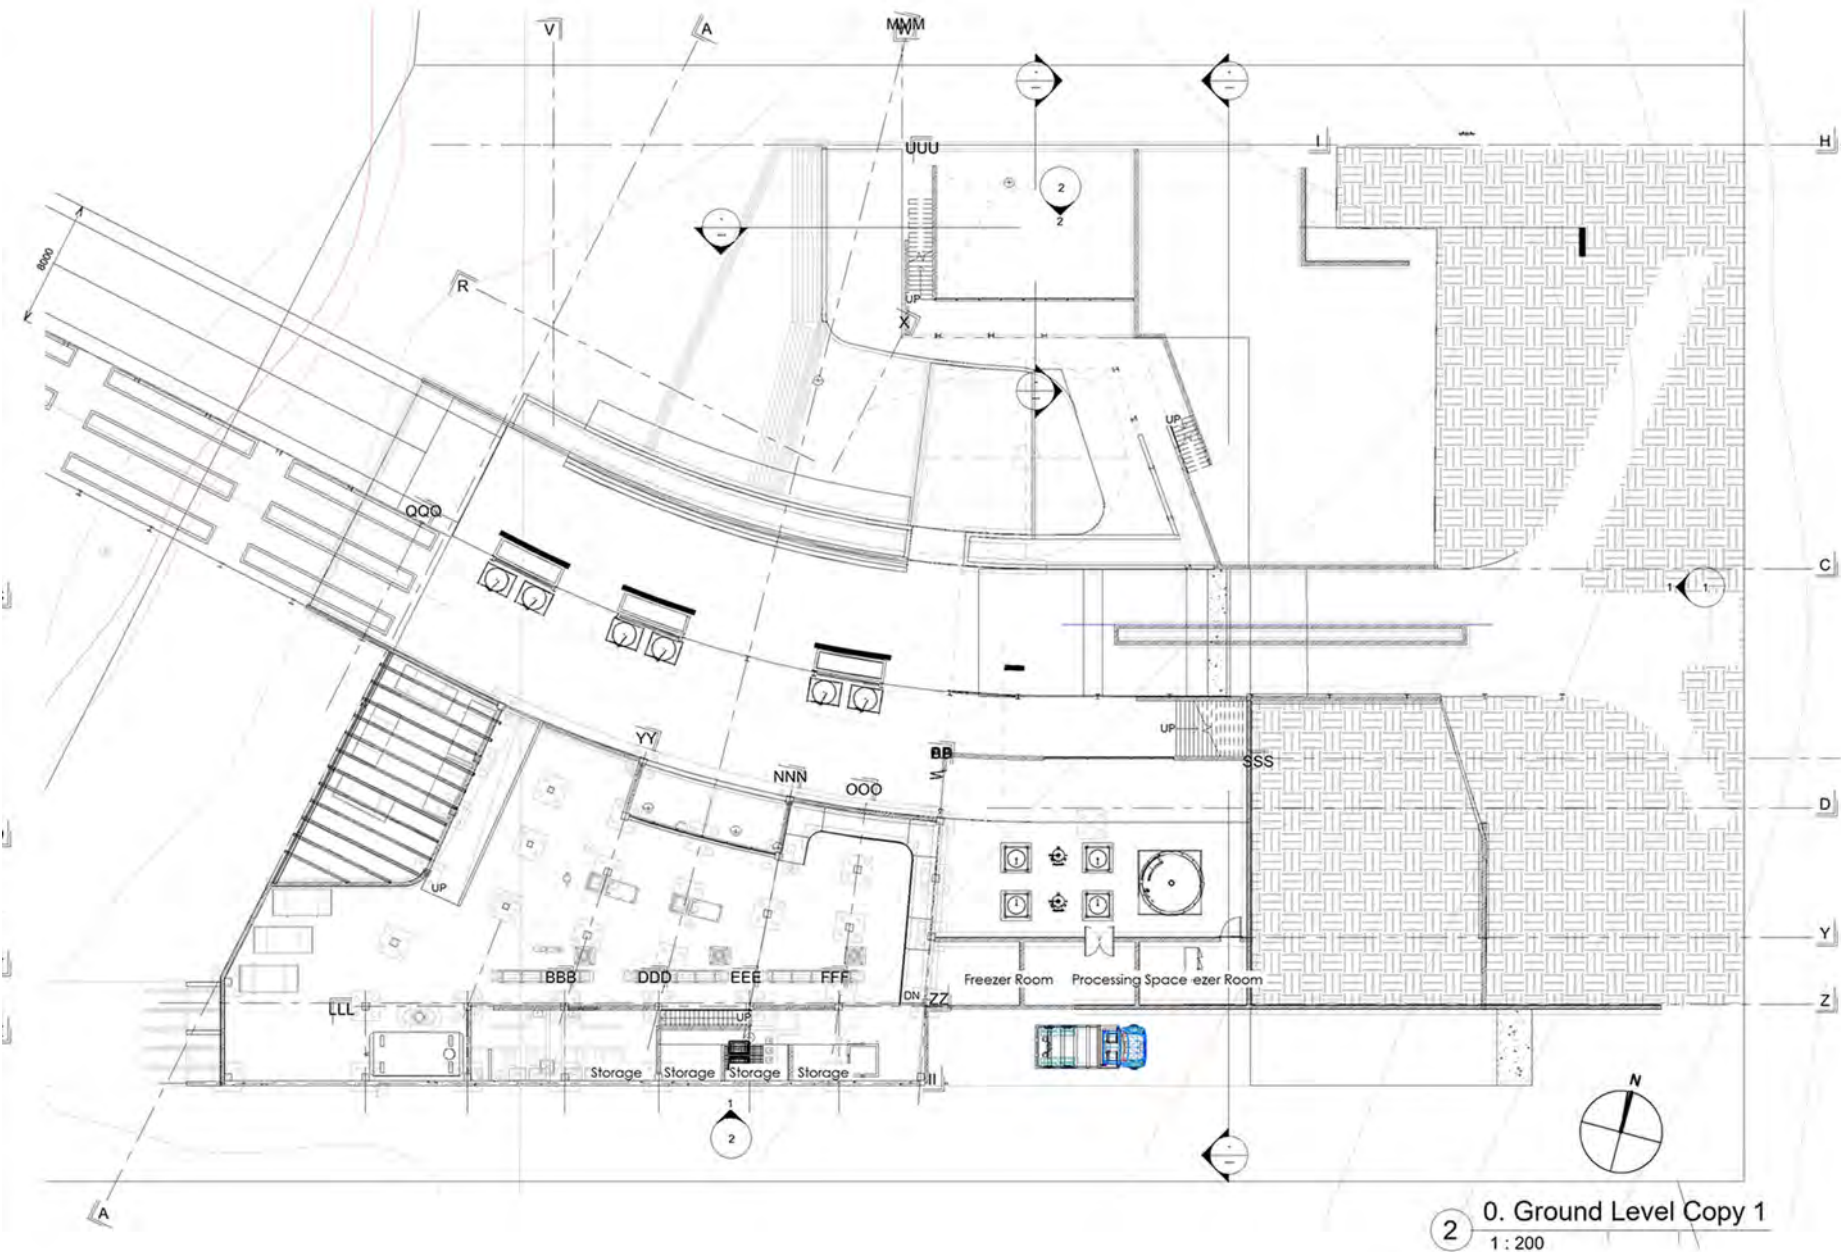 V
A
MMM
W
UUU
I
H
2
2
8000
R
UP
X
UP
QQQ
C
1
1
UP
YY
BB
SSS
NNN
OOO
D
UP
Y
BBB
DDD
EEE
FFF
Freezer Room
Processing Space
ezer Room
DN
ZZ
Z
LLL
UP
Storage
Storage
Storage
Storage
II
1
2
N
A
2
0. Ground Level Copy 1
1 : 200